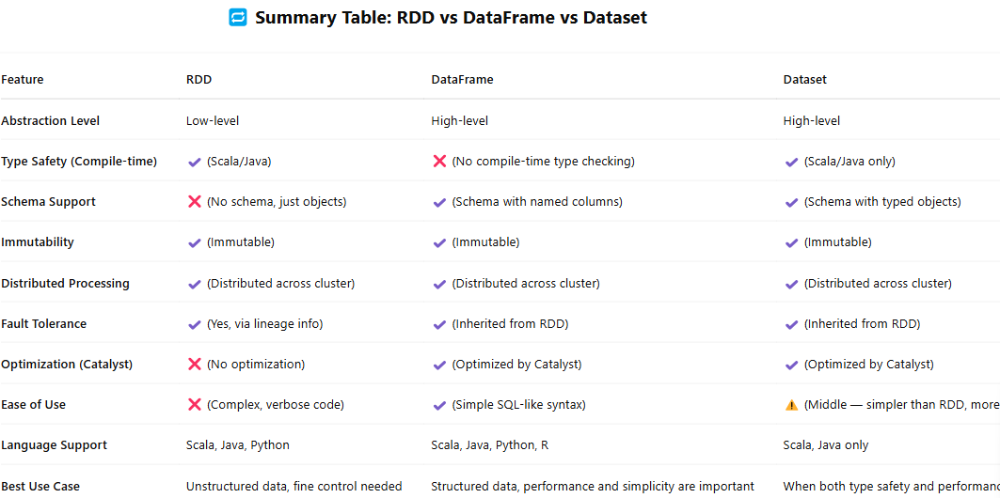 Summary Table: RDD vs DataFrame vs Dataset
Feature RDD DataFrame Dataset
Abstraction Level Low-level High-level High-level
Type Safety (Compile-time) ✔ (Scala/Java) ❌ (No compile-time type checking) ✔ (Scala/Java only)
Schema Support ❌ (No schema, just objects) ✔ (Schema with named columns) ✔ (Schema with typed objects)
Immutability ✔ (Immutable) ✔ (Immutable) ✔ (Immutable)
Distributed Processing ✔ (Distributed across cluster) ✔ (Distributed across cluster) ✔ (Distributed across cluster)
Fault Tolerance ✔ (Yes, via lineage info) ✔ (Inherited from RDD) ✔ (Inherited from RDD)
Optimization (Catalyst) ❌ (No optimization) ✔ (Optimized by Catalyst) ✔ (Optimized by Catalyst)
Ease of Use ❌ (Complex, verbose code) ✔ (Simple SQL-like syntax) ⚠ (Middle — simpler than RDD, more
Language Support Scala, Java, Python Scala, Java, Python, R Scala, Java only
Best Use Case Unstructured data, fine control needed Structured data, performance and simplicity are important When both type safety and